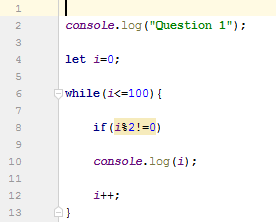 1
2 console.log("Question 1");
3
4 let i=0;
5
6 while(i<=100){
7
8 if(i%2!=0)
9
10 console.log(i);
11
12 i++;
13 }